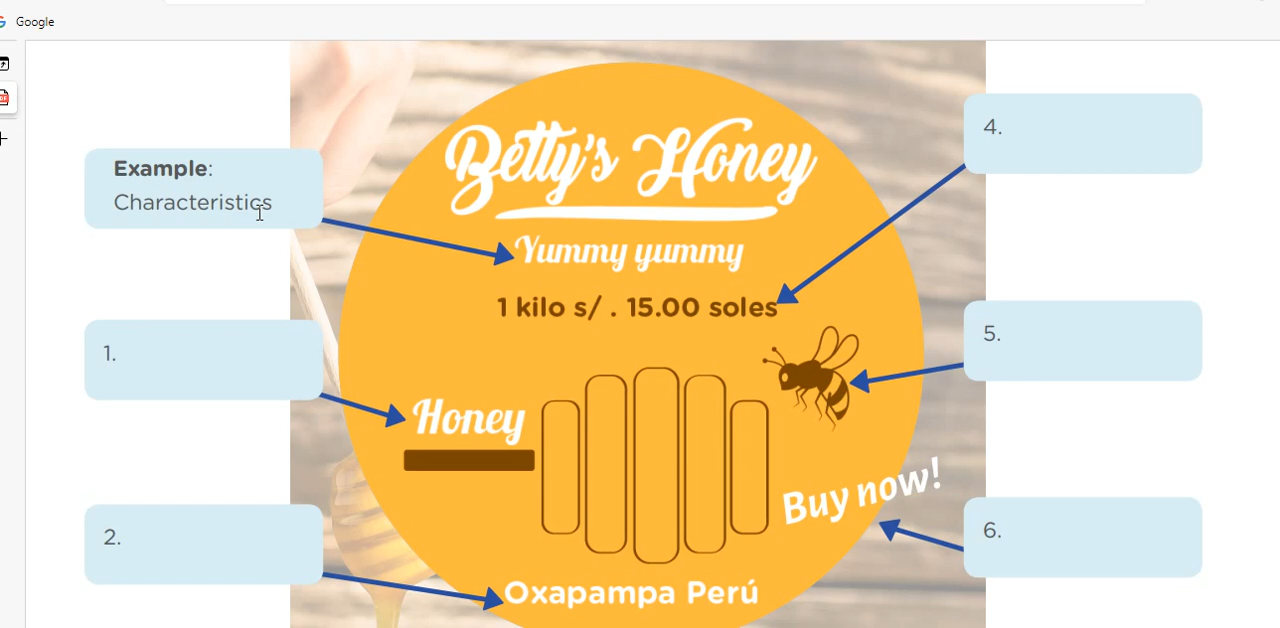 Google
Example:
Characteristics
1.
2.
Betty's Honey
Yummy yummy
1 kilo s/ . 15.00 soles
Honey
Buy now!
Oxapampa Perú
4.
5.
6.